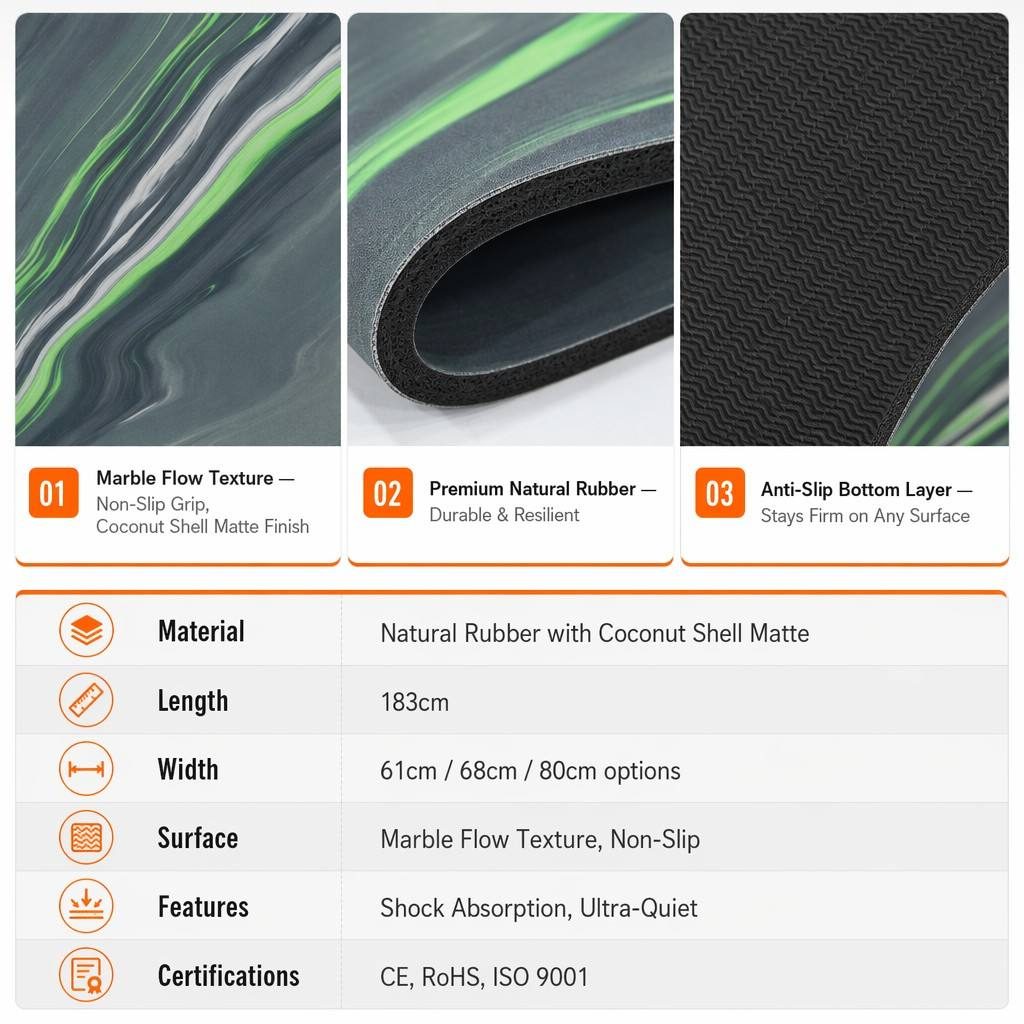 01
Marble Flow Texture —
Non-Slip Grip,
Coconut Shell Matte Finish
02
Premium Natural Rubber —
Durable & Resilient
03
Anti-Slip Bottom Layer —
Stays Firm on Any Surface
Material
Natural Rubber with Coconut Shell Matte
Length
183cm
Width
61cm / 68cm / 80cm options
Surface
Marble Flow Texture, Non-Slip
Features
Shock Absorption, Ultra-Quiet
Certifications
CE, RoHS, ISO 9001